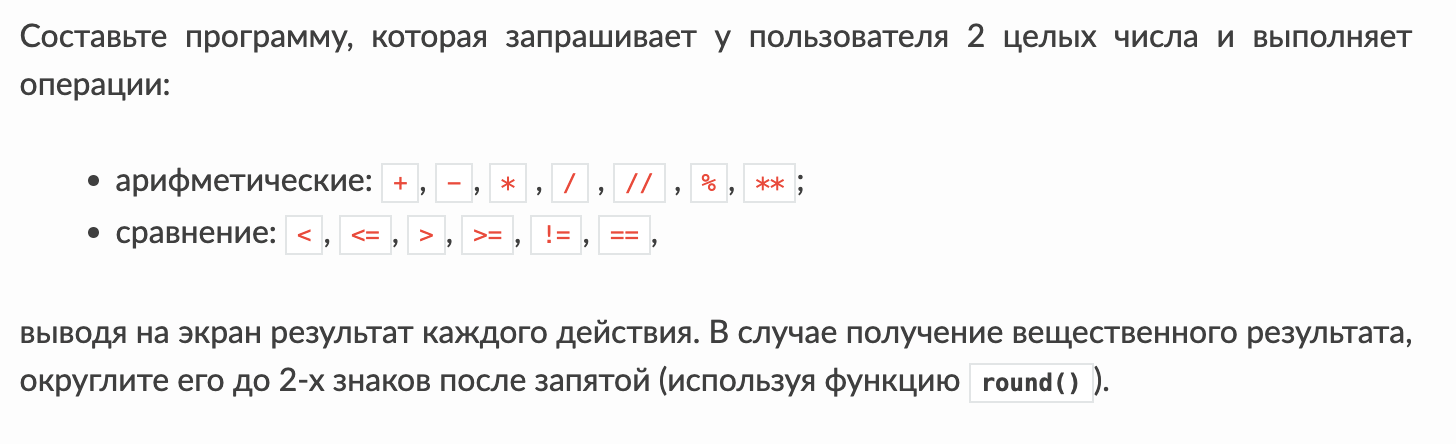 Составьте программу, которая запрашивает у пользователя 2 целых числа и выполняет
операции:
• арифметические: +, -, *, /, //, %, **;
• сравнение: <, <=, >, >=, !=, ==,
выводя на экран результат каждого действия. В случае получение вещественного результата,
округлите его до 2-х знаков после запятой (используя функцию round()).